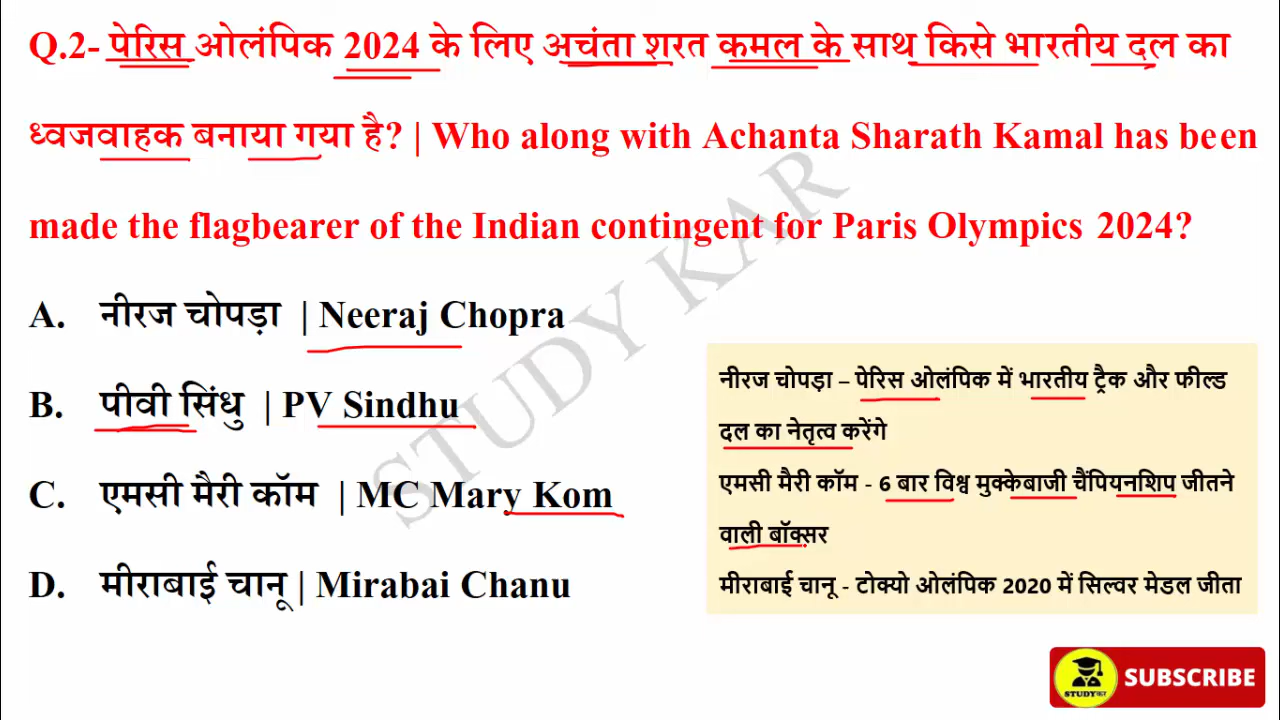 Q.2- पेरिस ओलंपिक 2024 के लिए अचंता शरत कमल के साथ किसे भारतीय दल का
ध्वजवाहक बनाया गया है? | Who along with Achanta Sharath Kamal has been
made the flagbearer of the Indian contingent for Paris Olympics 2024?
A. नीरज चोपड़ा | Neeraj Chopra
B. पीवी सिंधु | PV Sindhu
C. एमसी मैरी कॉम | MC Mary Kom
D. मीराबाई चानू | Mirabai Chanu
नीरज चोपड़ा – पेरिस ओलंपिक में भारतीय ट्रैक और फील्ड
दल का नेतृत्व करेंगे
एमसी मैरी कॉम - 6 बार विश्व मुक्केबाजी चैंपियनशिप जीतने
वाली बॉक्सर
मीराबाई चानू - टोक्यो ओलंपिक 2020 में सिल्वर मेडल जीता
STUDY KAR
STUDYकर
SUBSCRIBE